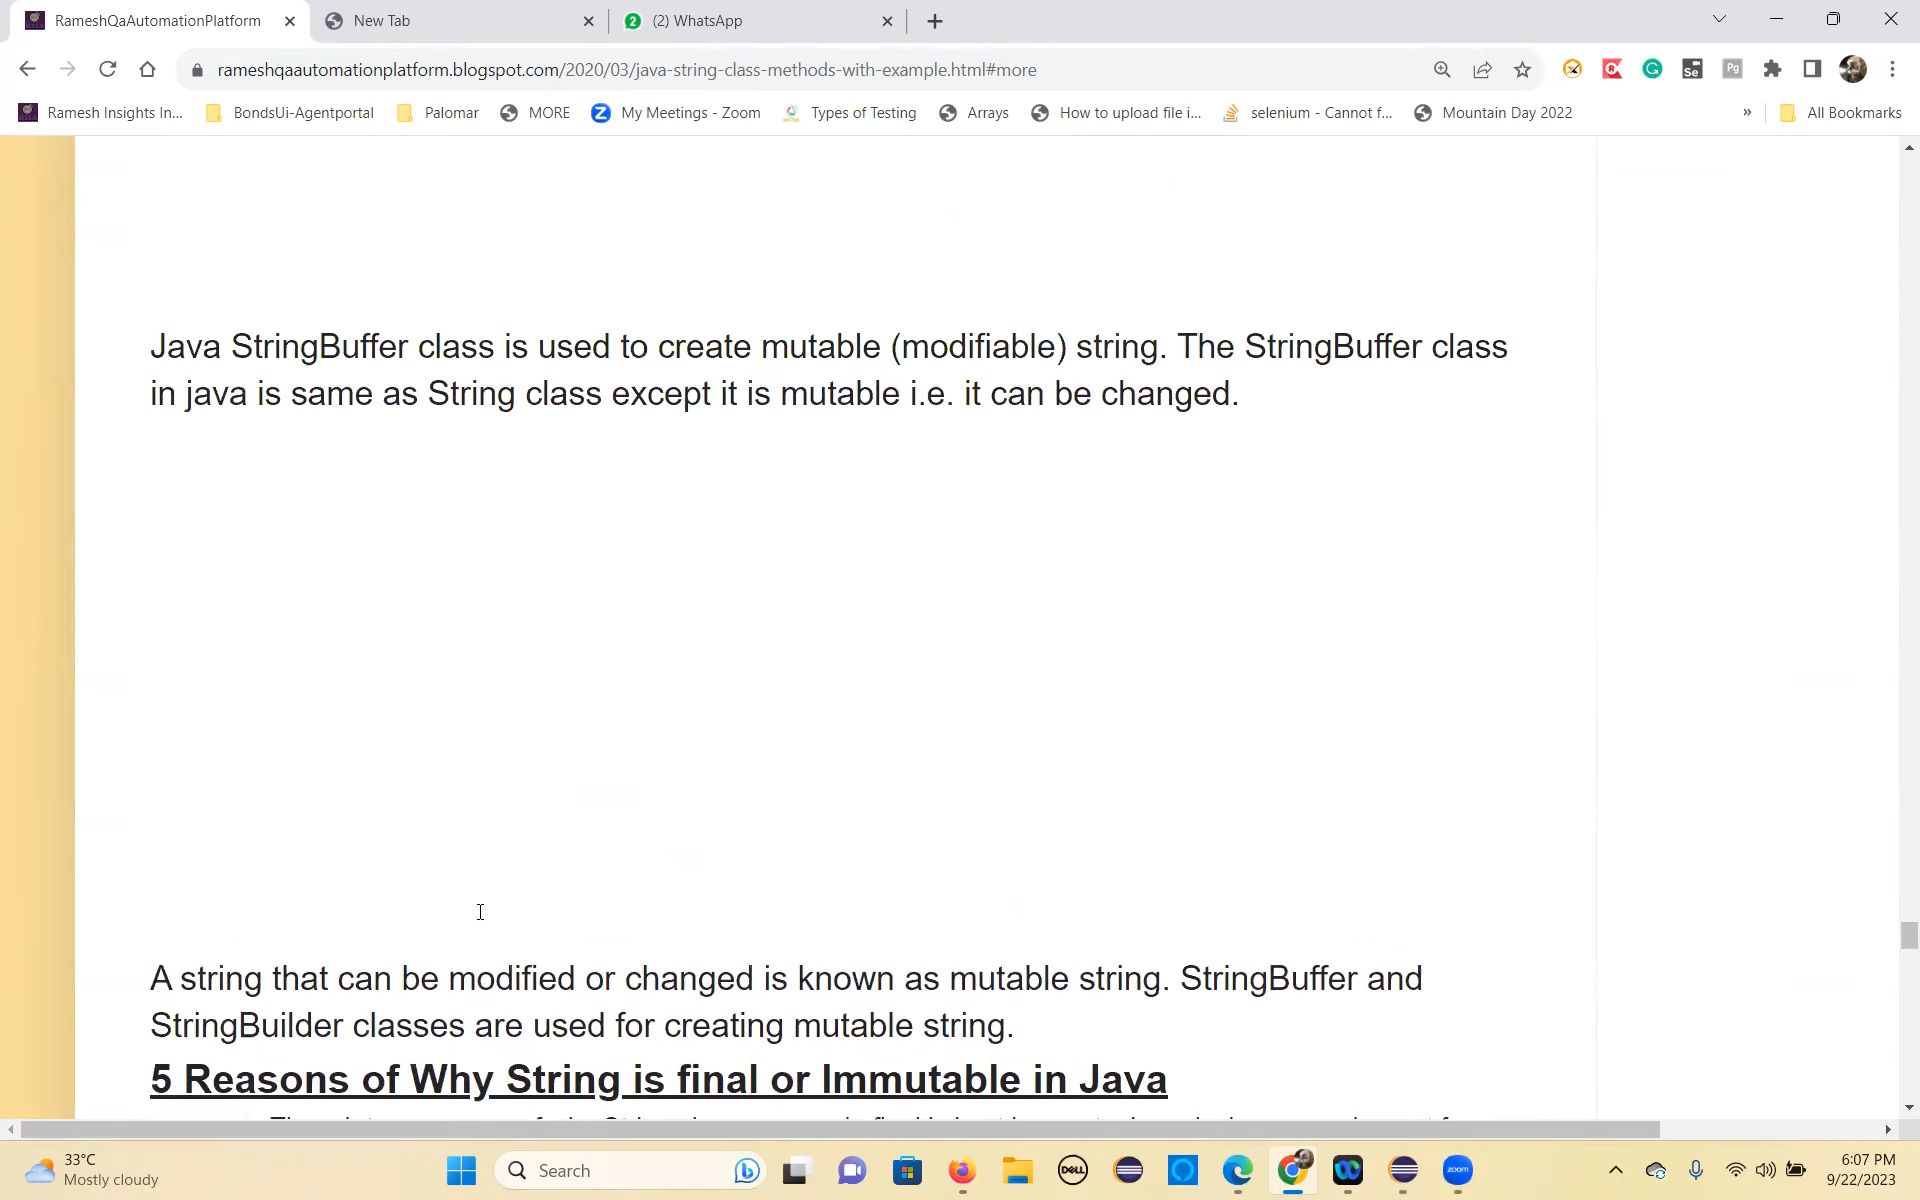 RameshQaAutomationPlatform
New Tab
2
(2) WhatsApp
rameshqaautomationplatform.blogspot.com/2020/03/java-string-class-methods-with-example.html#more
Se
Pg
Ramesh Insights In...
BondsUi-Agentportal
Palomar
MORE
My Meetings - Zoom
Types of Testing
Arrays
How to upload file i...
selenium - Cannot f...
Mountain Day 2022
»
All Bookmarks
Java StringBuffer class is used to create mutable (modifiable) string. The StringBuffer class
in java is same as String class except it is mutable i.e. it can be changed.
A string that can be modified or changed is known as mutable string. StringBuffer and
StringBuilder classes are used for creating mutable string.
5 Reasons of Why String is final or Immutable in Java
33°C
Mostly cloudy
Search
DELL
zoom
6:07 PM
9/22/2023